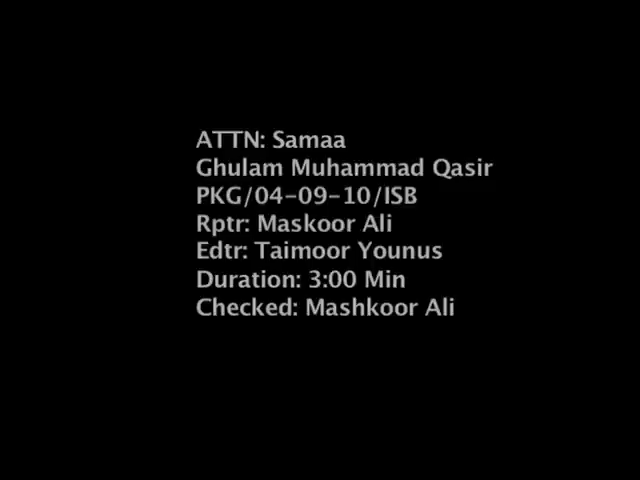 ATTN: Samaa
Ghulam Muhammad Qasir
PKG/04-09-10/ISB
Rptr: Maskoor Ali
Edtr: Taimoor Younus
Duration: 3:00 Min
Checked: Mashkoor Ali